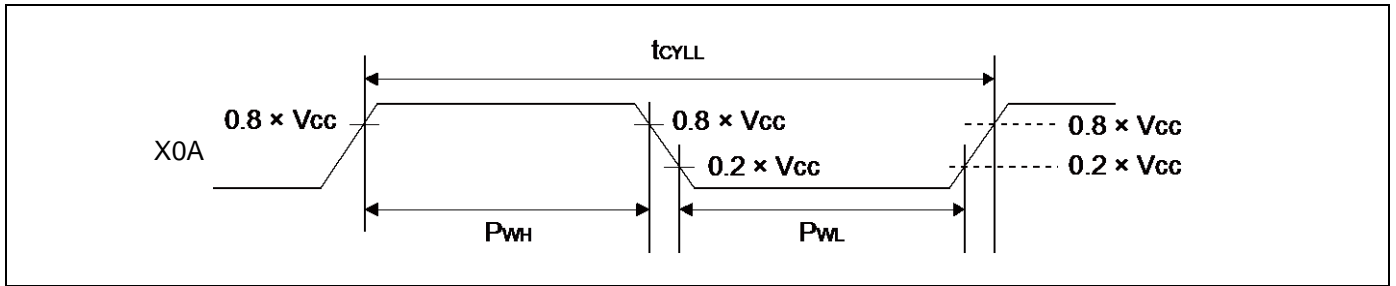 tCYLL
0.8 × Vcc
0.8 × Vcc
0.8 × Vcc
X0A
0.2 × Vcc
0.2 × Vcc
PWH
PWL